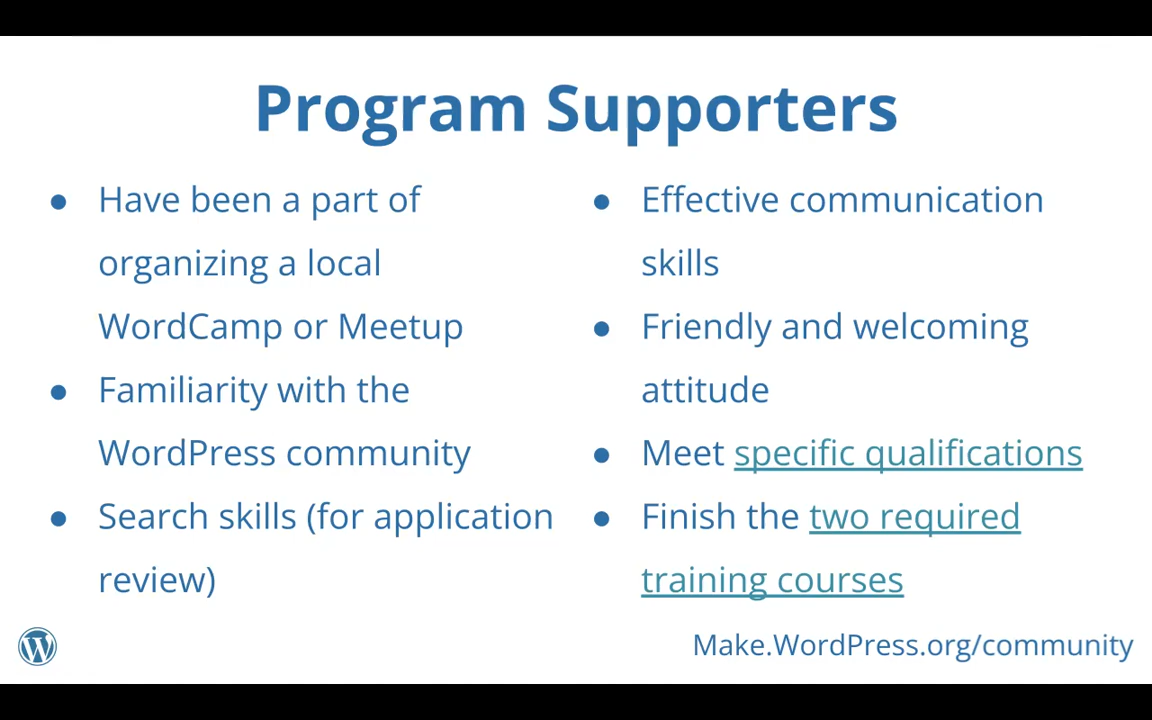 Program Supporters
● Have been a part of
organizing a local
WordCamp or Meetup
● Familiarity with the
WordPress community
● Search skills (for application
review)
● Effective communication
skills
● Friendly and welcoming
attitude
● Meet specific qualifications
● Finish the two required
training courses
Make.WordPress.org/community